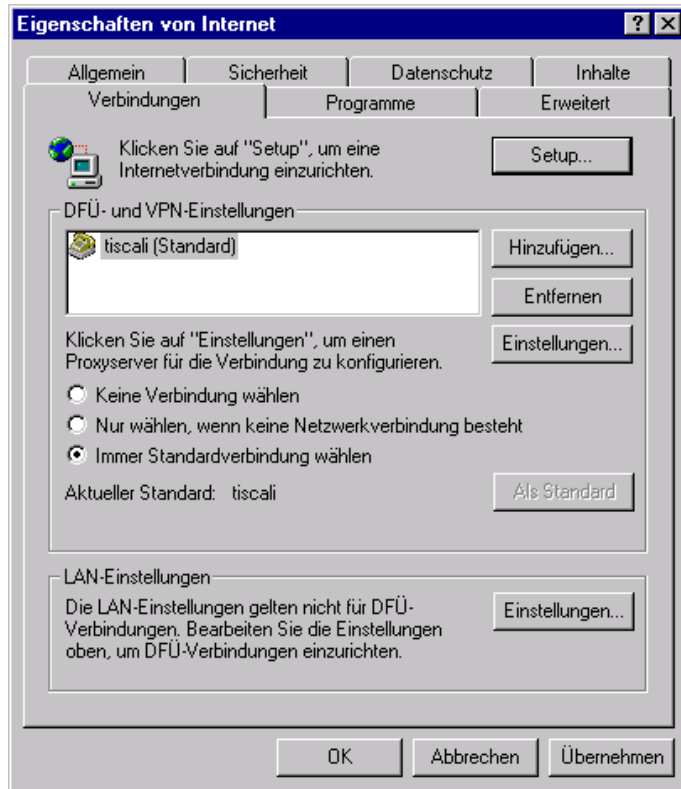 Eigenschaften von Internet
Allgemein Sicherheit Datenschutz Inhalte
Verbindungen Programme Erweitert
Klicken Sie auf "Setup", um eine
Internetverbindung einzurichten.
Setup...
DFÜ- und VPN-Einstellungen
tiscali (Standard)
Hinzufügen...
Entfernen
Klicken Sie auf "Einstellungen", um einen
Proxyserver für die Verbindung zu konfigurieren.
Einstellungen...
Keine Verbindung wählen
Nur wählen, wenn keine Netzwerkverbindung besteht
Immer Standardverbindung wählen
Aktueller Standard: tiscali
Als Standard
LAN-Einstellungen
Die LAN-Einstellungen gelten nicht für DFÜ-
Verbindungen. Bearbeiten Sie die Einstellungen
oben, um DFÜ-Verbindungen einzurichten.
Einstellungen...
OK Abbrechen Übernehmen